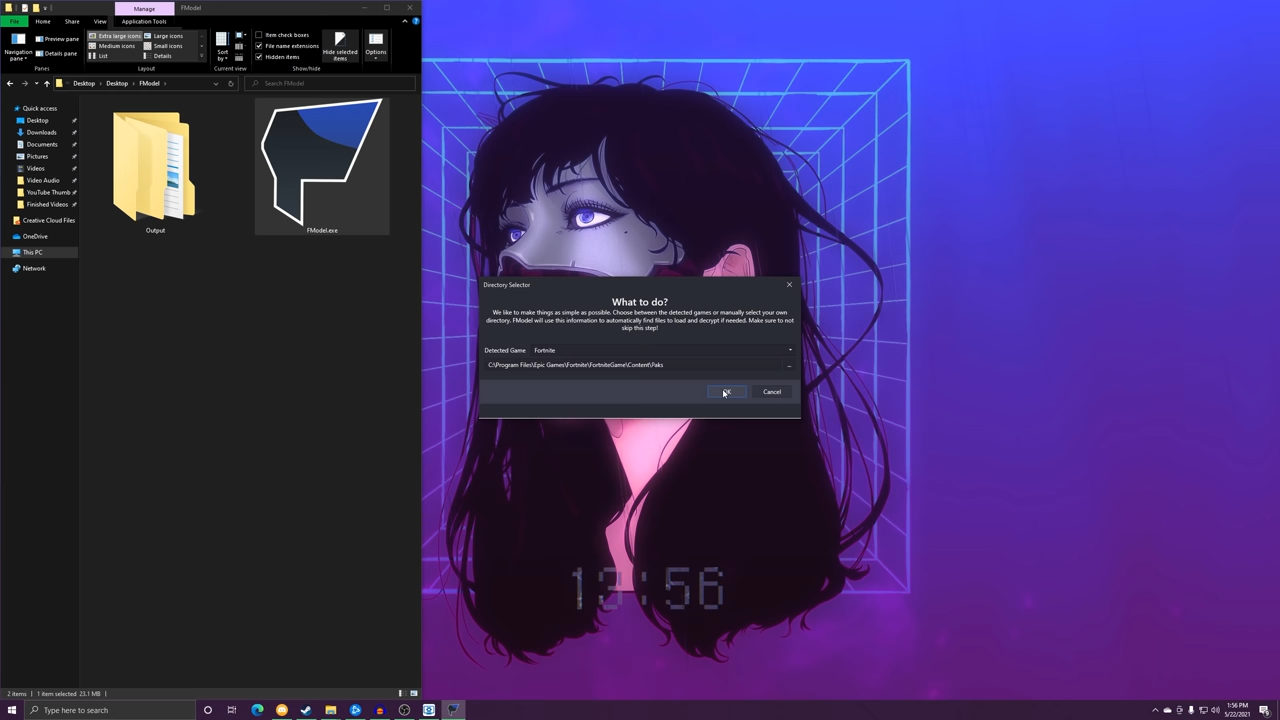 Manage
FModel
File
Home
Share
View
Application Tools
Navigation pane
Preview pane
Details pane
Panes
Extra large icons
Large icons
Medium icons
Small icons
List
Details
Layout
Sort by
Current view
Item check boxes
File name extensions
Hidden items
Hide selected items
Show/hide
Options
Desktop > Desktop > FModel >
Search FModel
Quick access
Desktop
Downloads
Documents
Pictures
Videos
Video Audio
YouTube Thumb
Finished Videos
Creative Cloud Files
OneDrive
This PC
Network
Output
FModel.exe
Directory Selector
What to do?
We like to make things as simple as possible. Choose between the detected games or manually select your own
directory. FModel will use this information to automatically find files to load and decrypt if needed. Make sure to not
skip this step!
Detected Game
Fortnite
C:\Program Files\Epic Games\Fortnite\FortniteGame\Content\Paks
...
OK
Cancel
13:56
2 items
1 item selected 23.1 MB
Type here to search
1:56 PM
5/22/2021